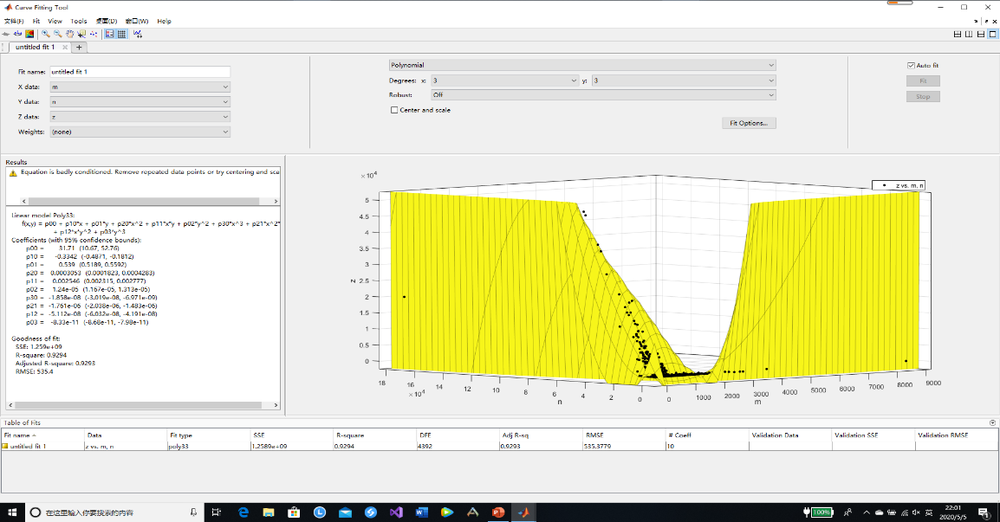 Curve Fitting Tool
文件(F) Fit View Tools 桌面(D) 窗口(W) Help
untitled fit 1
Fit name: untitled fit 1
X data: m
Y data: n
Z data: z
Weights: (none)
Polynomial
Degrees: x: 3 y: 3
Robust: Off
Center and scale
Fit Options...
Auto fit
Fit
Stop
Results
Equation is badly conditioned. Remove repeated data points or try centering and sca
Linear model Poly33:
f(x,y) = p00 + p10*x + p01*y + p20*x^2 + p11*x*y + p02*y^2 + p30*x^3 + p21*x^2*
+ p12*x*y^2 + p03*y^3
Coefficients (with 95% confidence bounds):
p00 = 31.71 (10.67, 52.76)
p10 = -0.3342 (-0.4871, -0.1812)
p01 = 0.539 (0.5189, 0.5592)
p20 = 0.0003053 (0.0001823, 0.0004283)
p11 = 0.002546 (0.002315, 0.002777)
p02 = 1.24e-05 (1.167e-05, 1.313e-05)
p30 = -1.858e-08 (-3.019e-08, -6.971e-09)
p21 = -1.761e-06 (-2.038e-06, -1.483e-06)
p12 = -5.112e-08 (-6.032e-08, -4.191e-08)
p03 = -8.33e-11 (-8.68e-11, -7.98e-11)
Goodness of fit:
SSE: 1.259e+09
R-square: 0.9294
Adjusted R-square: 0.9293
RMSE: 535.4
×10^4
z vs. m, n
5
4.5
4
3.5
3
2.5
2
1.5
1
0.5
0
z
18 16 14 12 10 8 6 4 2 0
×10^4
n
0 1000 2000 3000 4000 5000 6000 7000 8000 9000
m
Table of Fits
Fit name Data Fit type SSE R-square DFE Adj R-sq RMSE # Coeff Validation Data Validation SSE Validation RMSE
untitled fit 1 z vs. m, n poly33 1.2589e+09 0.9294 4392 0.9293 535.3779 10
在这里输入你要搜索的内容
100%
英
22:01
2020/5/5